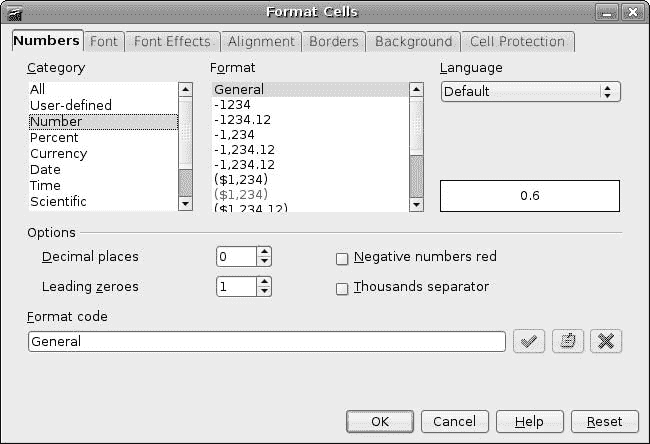 Format Cells
Numbers Font Font Effects Alignment Borders Background Cell Protection
Category
All
User-defined
Number
Percent
Currency
Date
Time
Scientific
Format
General
-1234
-1234.12
-1,234
-1,234.12
-1,234.12
($1,234)
($1,234)
($1,234.12)
Language
Default
0.6
Options
Decimal places 0
Leading zeroes 1
Negative numbers red
Thousands separator
Format code
General
OK Cancel Help Reset